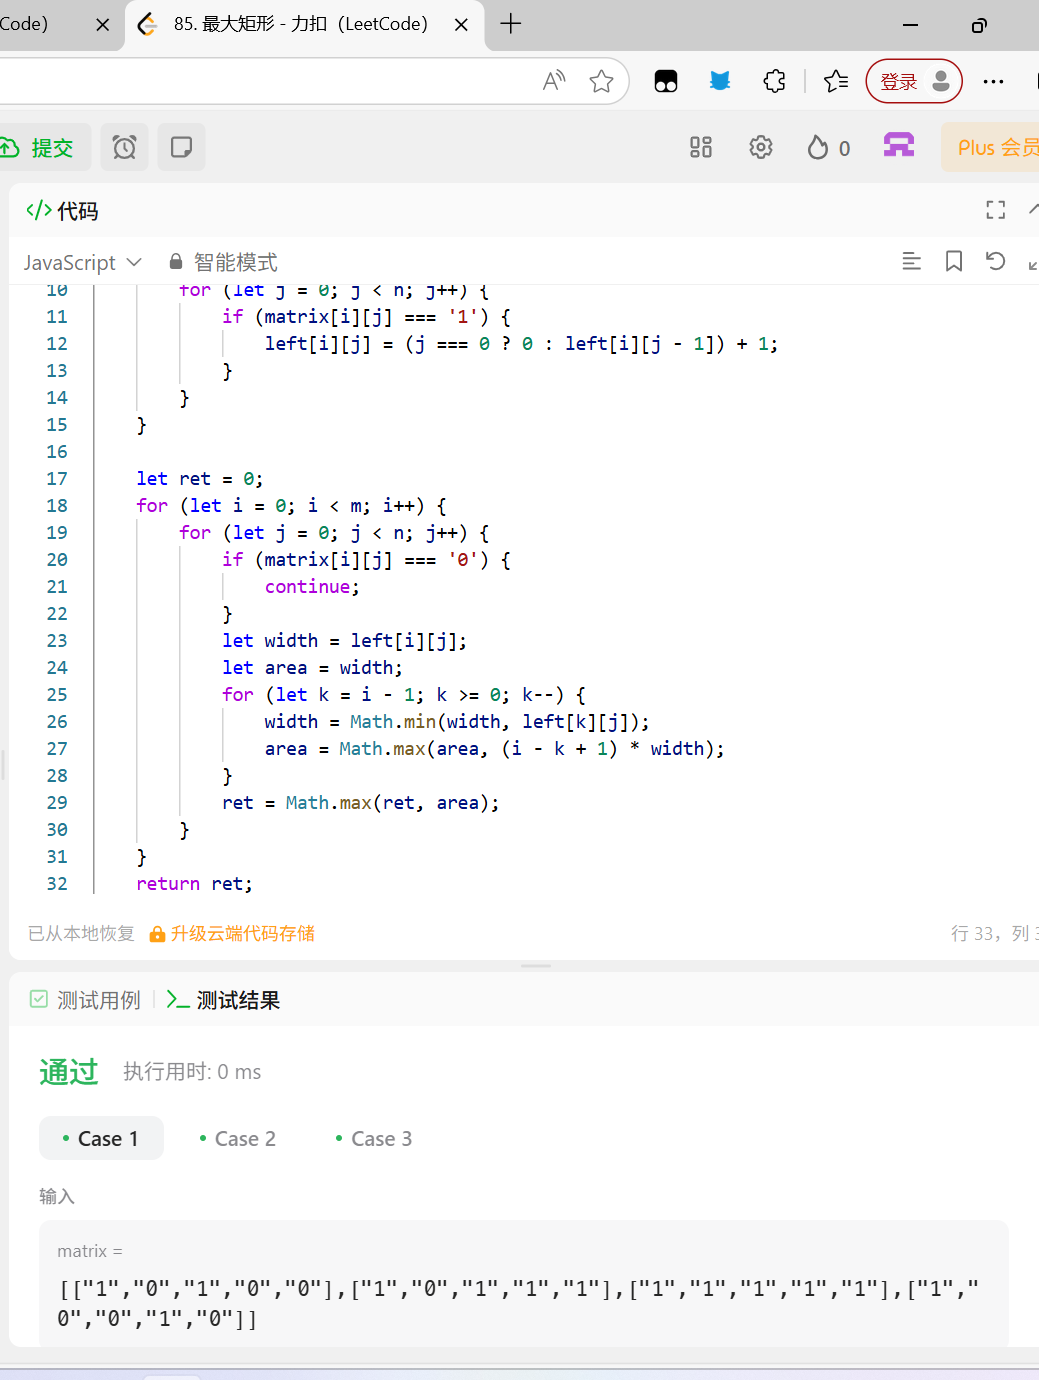 Code)
85. 最大矩形 - 力扣（LeetCode）
登录
提交
0
Plus 会员
代码
JavaScript
智能模式
10 for (let j = 0; j < n; j++) {
11 if (matrix[i][j] === '1') {
12 left[i][j] = (j === 0 ? 0 : left[i][j - 1]) + 1;
13 }
14 }
15 }
16
17 let ret = 0;
18 for (let i = 0; i < m; i++) {
19 for (let j = 0; j < n; j++) {
20 if (matrix[i][j] === '0') {
21 continue;
22 }
23 let width = left[i][j];
24 let area = width;
25 for (let k = i - 1; k >= 0; k--) {
26 width = Math.min(width, left[k][j]);
27 area = Math.max(area, (i - k + 1) * width);
28 }
29 ret = Math.max(ret, area);
30 }
31 }
32 return ret;
已从本地恢复 升级云端代码存储 行 33，列
测试用例 测试结果
通过 执行用时: 0 ms
Case 1 Case 2 Case 3
输入
matrix =
[["1","0","1","0","0"],["1","0","1","1","1"],["1","1","1","1","1"],["1","
0","0","1","0"]]